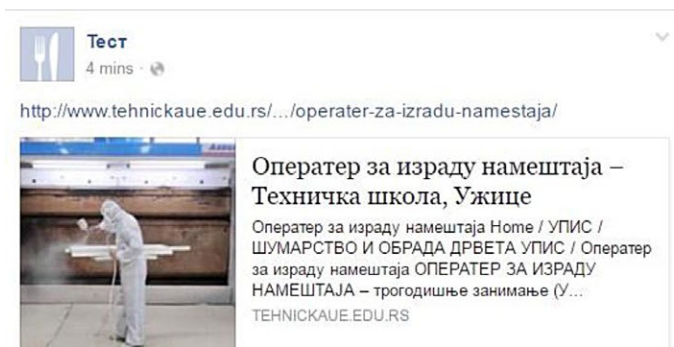 Тест
4 mins ·
http://www.tehnickaue.edu.rs/.../operater-za-izradu-namestaja/
Оператер за израду намештаја –
Техничка школа, Ужице
Оператер за израду намештаја Home / УПИС /
ШУМАРСТВО И ОБРАДА ДРВЕТА УПИС / Оператер
за израду намештаја ОПЕРАТЕР ЗА ИЗРАДУ
НАМЕШТАЈА – трогодишње занимање (У...
TEHNICKAUE.EDU.RS